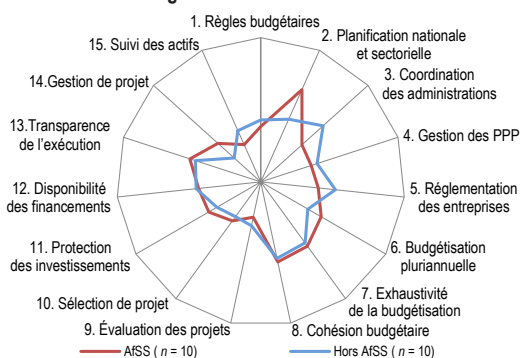 1. Règles budgétaires
2. Planification nationale
et sectorielle
3. Coordination
des administrations
4. Gestion des PPP
5. Réglementation
des entreprises
6. Budgétisation
pluriannuelle
7. Exhaustivité
de la budgétisation
8. Cohésion budgétaire
9. Évaluation des projets
10. Sélection de projet
11. Protection
des investissements
12. Disponibilité
des financements
13.Transparence
de l'exécution
14.Gestion de projet
15. Suivi des actifs
AfSS ( n = 10)
Hors AfSS ( n = 10)